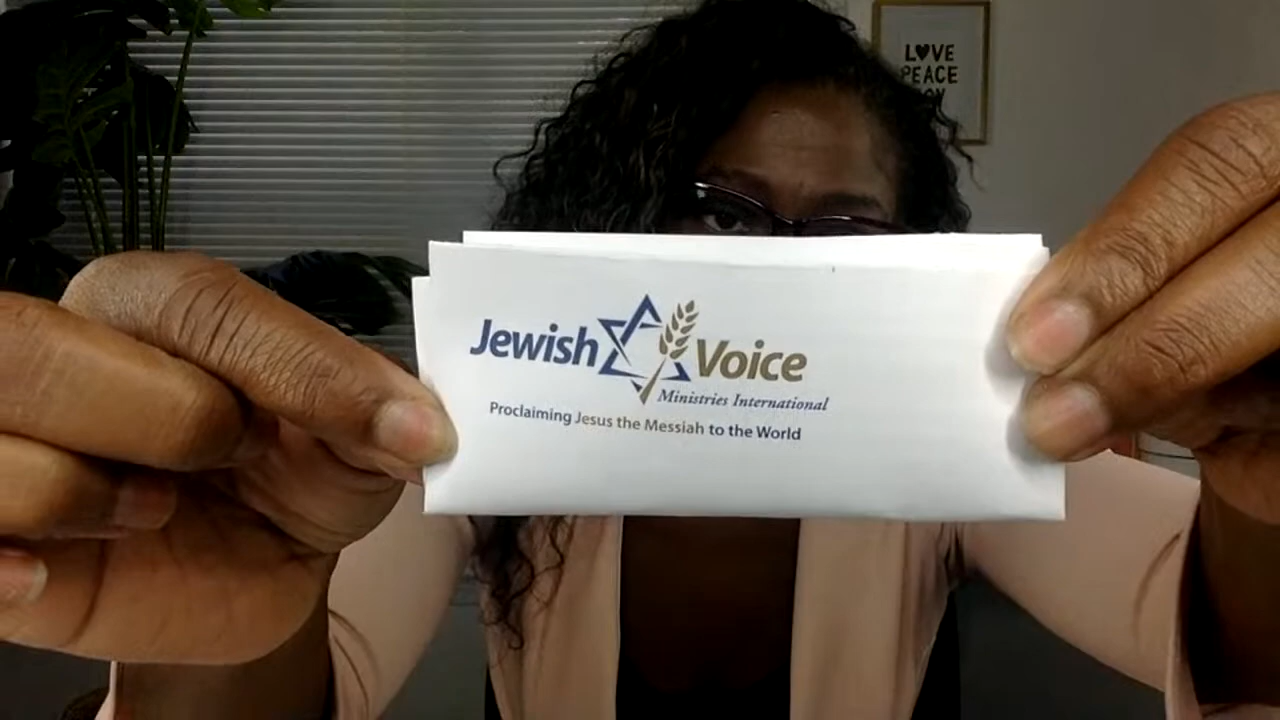 LOVE
PEACE
Jewish Voice
Ministries International
Proclaiming Jesus the Messiah to the World